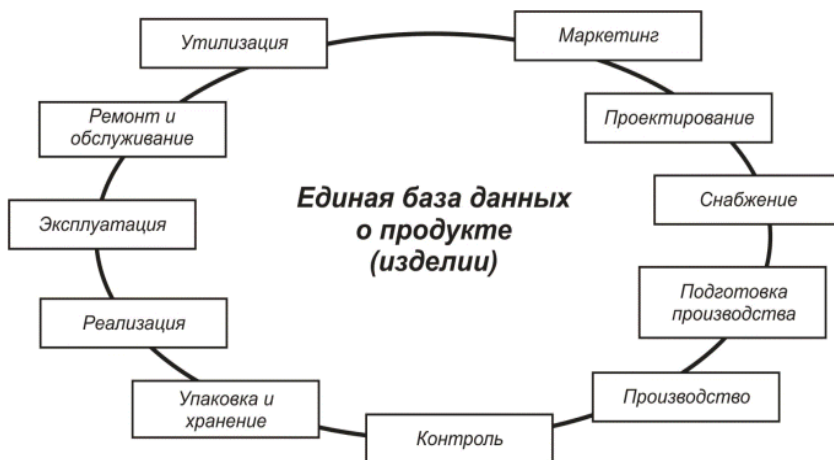 Утилизация
Маркетинг
Ремонт и
обслуживание
Проектирование
Единая база данных
о продукте
(изделии)
Эксплуатация
Снабжение
Реализация
Подготовка
производства
Упаковка и
хранение
Производство
Контроль